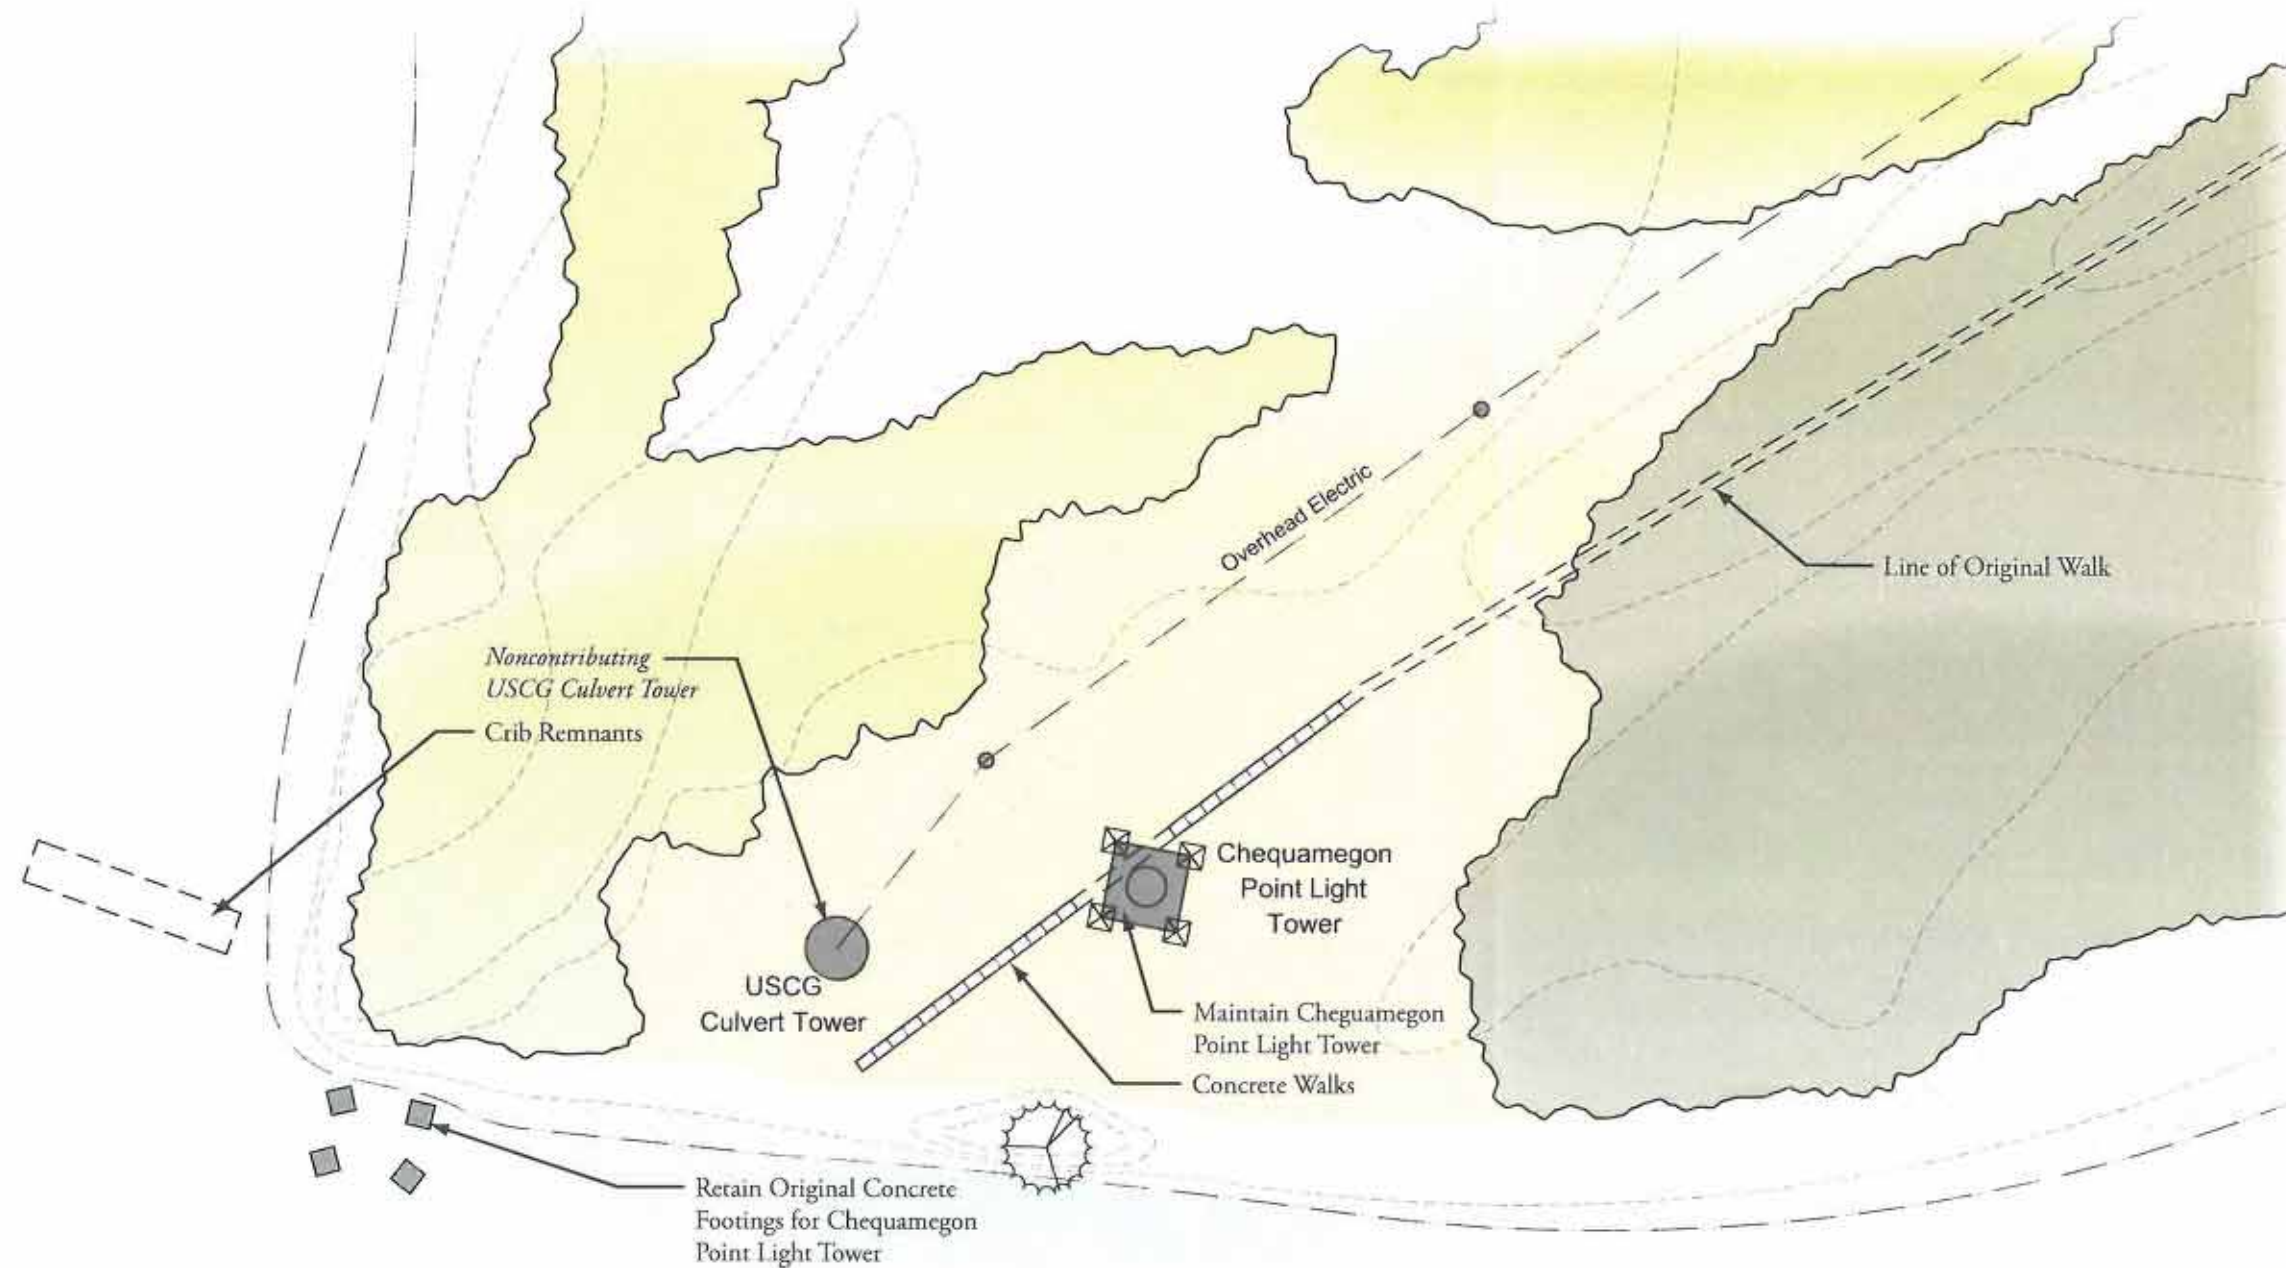 Overhead Electric
Line of Original Walk
Noncontributing
USCG Culvert Tower
Crib Remnants
Chequamegon
Point Light
Tower
USCG
Culvert Tower
Maintain Cheguamegon
Point Light Tower
Concrete Walks
Retain Original Concrete
Footings for Chequamegon
Point Light Tower